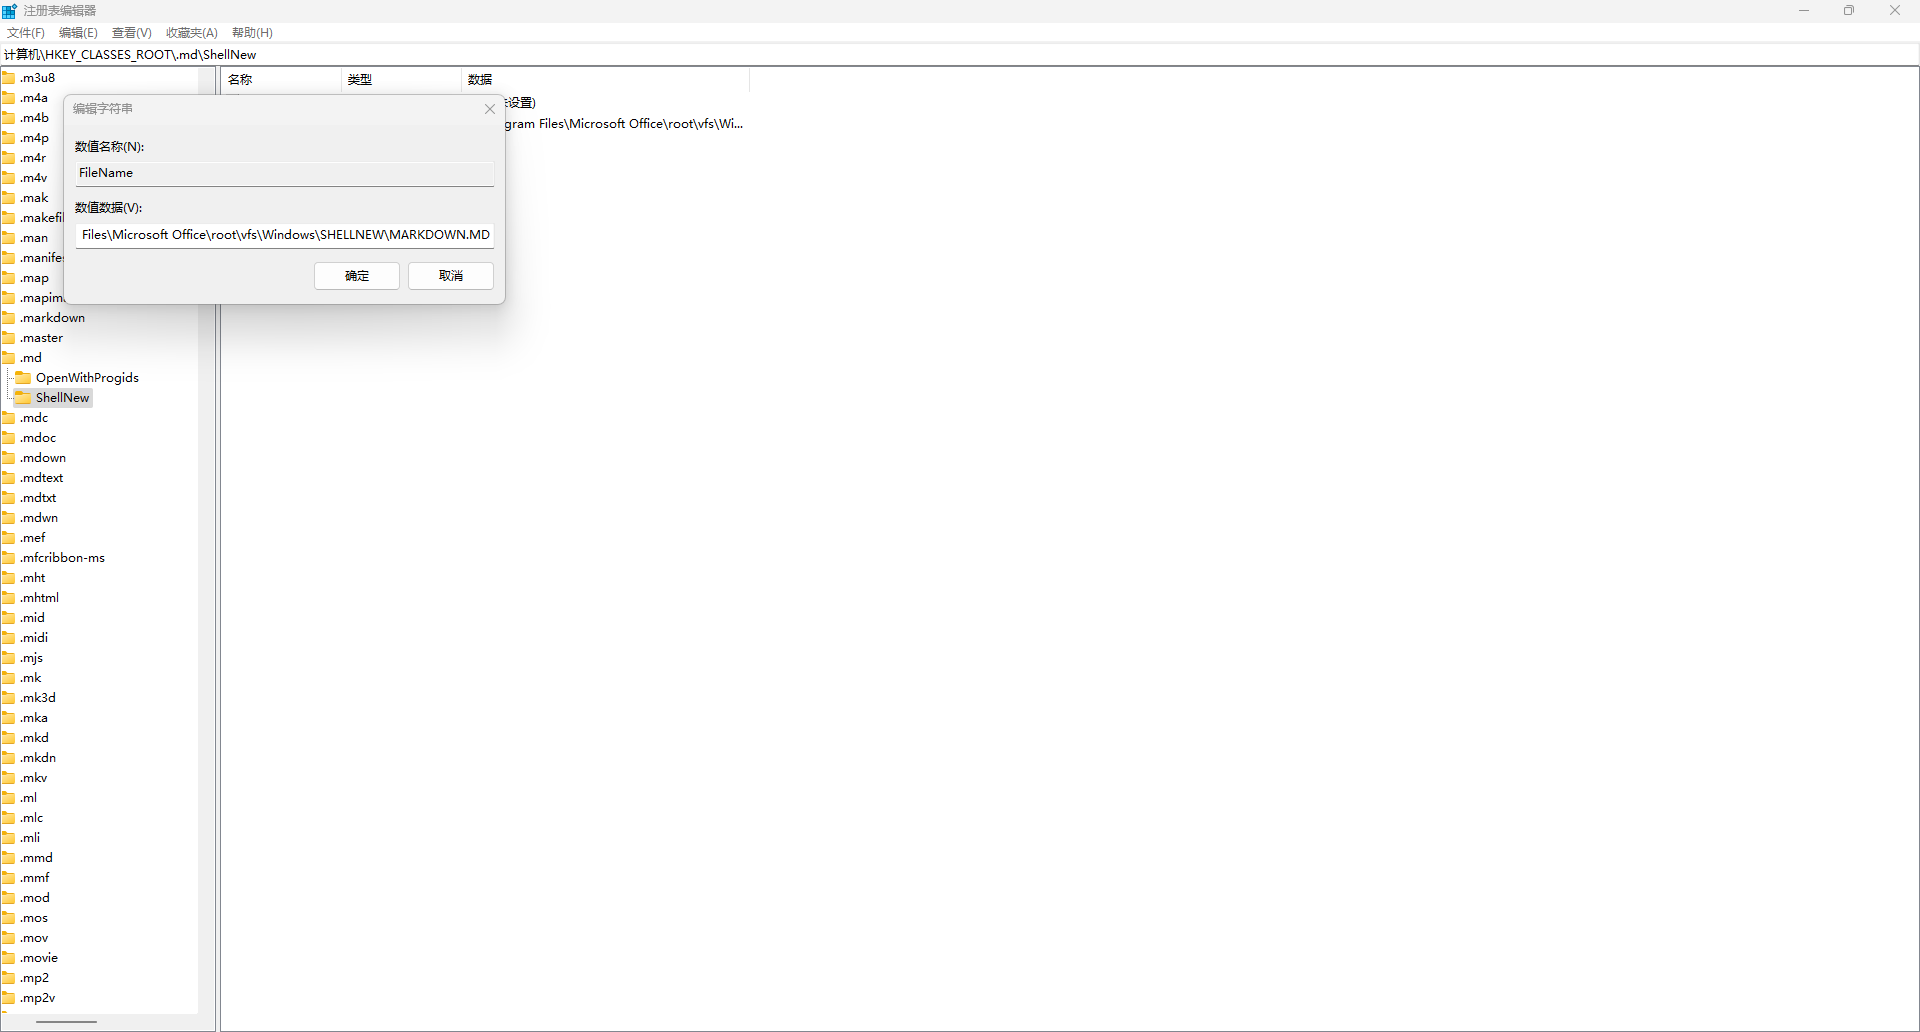 注册表编辑器
文件(F) 编辑(E) 查看(V) 收藏夹(A) 帮助(H)
计算机\HKEY_CLASSES_ROOT\.md\ShellNew
名称 类型 数据
设置)
gram Files\Microsoft Office\root\vfs\Wi...
编辑字符串
数值名称(N):
FileName
数值数据(V):
Files\Microsoft Office\root\vfs\Windows\SHELLNEW\MARKDOWN.MD
确定 取消
.m3u8
.m4a
.m4b
.m4p
.m4r
.m4v
.mak
.makefil
.man
.manifes
.map
.mapim
.markdown
.master
.md
OpenWithProgids
ShellNew
.mdc
.mdoc
.mdown
.mdtext
.mdtxt
.mdwn
.mef
.mfcribbon-ms
.mht
.mhtml
.mid
.midi
.mjs
.mk
.mk3d
.mka
.mkd
.mkdn
.mkv
.ml
.mlc
.mli
.mmd
.mmf
.mod
.mos
.mov
.movie
.mp2
.mp2v